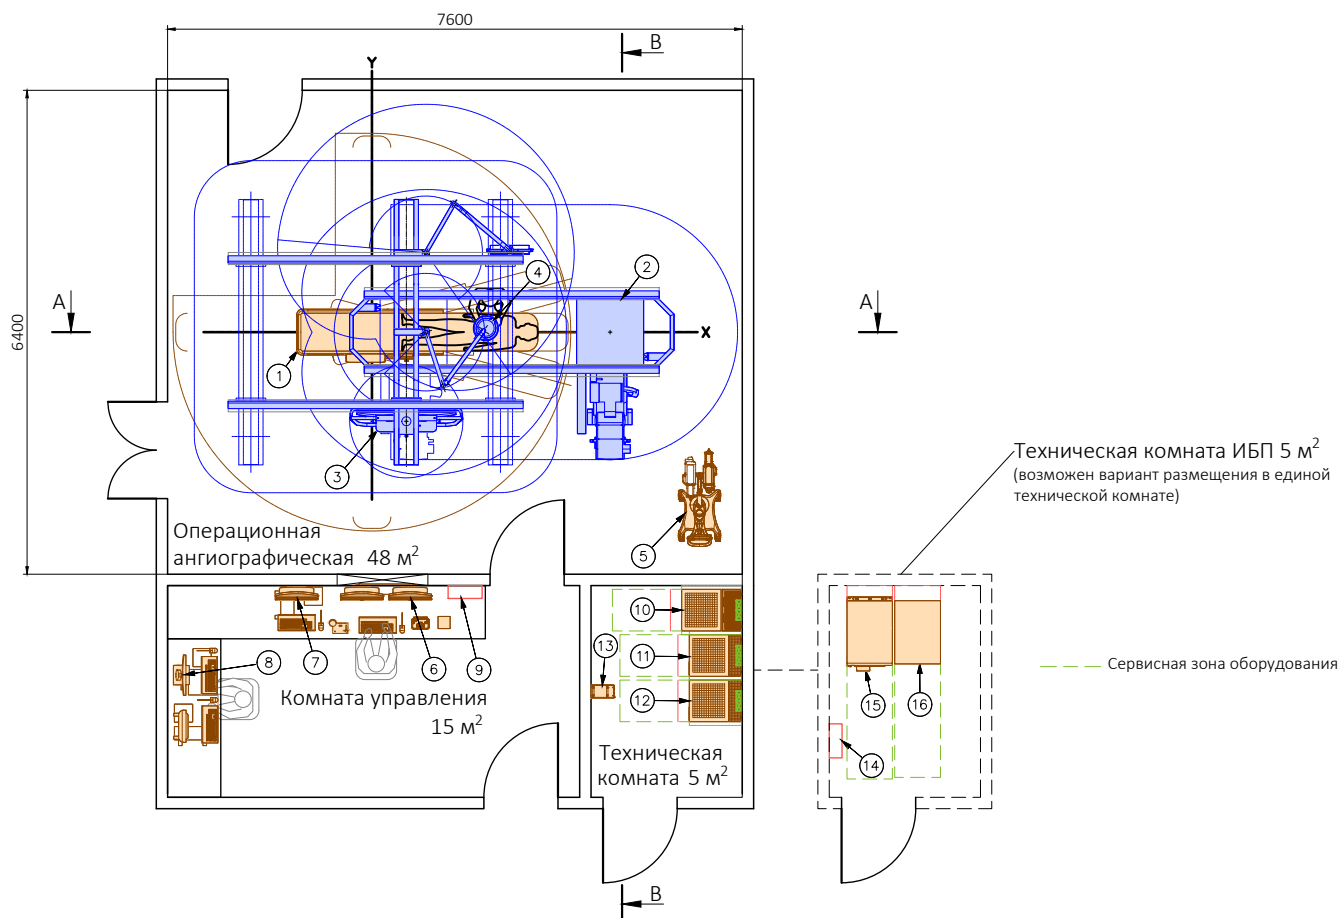 7600
B
Y
A
A
6400
X
1
2
3
4
5
Техническая комната ИБП 5 м²
(возможен вариант размещения в единой
технической комнате)
Операционная
ангиографическая 48 м²
10
9
13
11
8
7
6
Сервисная зона оборудования
Комната управления
15 м²
12
15
16
Техническая
комната 5 м²
14
B